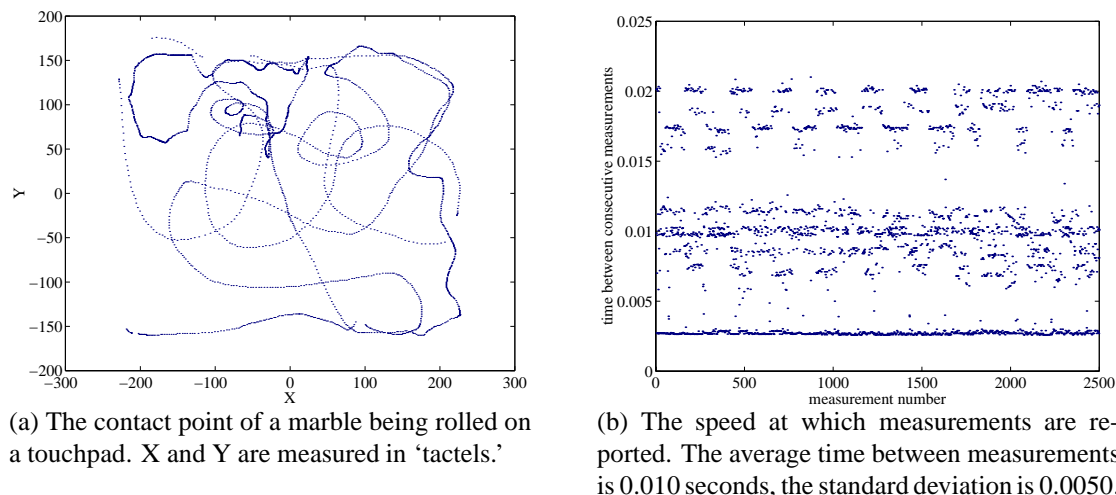 200
150
100
50
0
−50
−100
−150
−200
−300 −200 −100 0 100 200 300
X
Y
(a) The contact point of a marble being rolled on
a touchpad. X and Y are measured in ‘tactels.’
0.025
0.02
0.015
0.01
0.005
0
0 500 1000 1500 2000 2500
measurement number
time between consecutive measurements
(b) The speed at which measurements are re-
ported. The average time between measurements
is 0.010 seconds, the standard deviation is 0.0050.